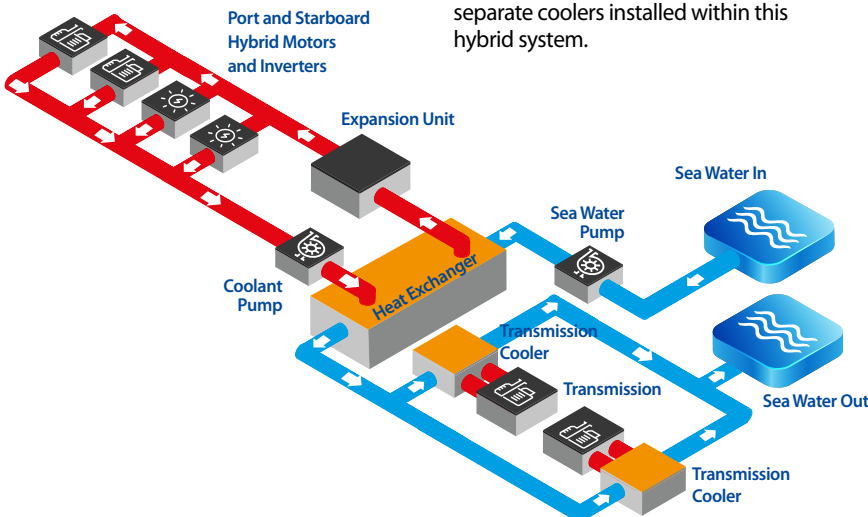 separate coolers installed within this
hybrid system.
Port and Starboard
Hybrid Motors
and Inverters
Expansion Unit
Sea Water In
Sea Water
Pump
Coolant
Pump
Heat Exchanger
Transmission
Cooler
Transmission
Sea Water Out
Transmission
Cooler